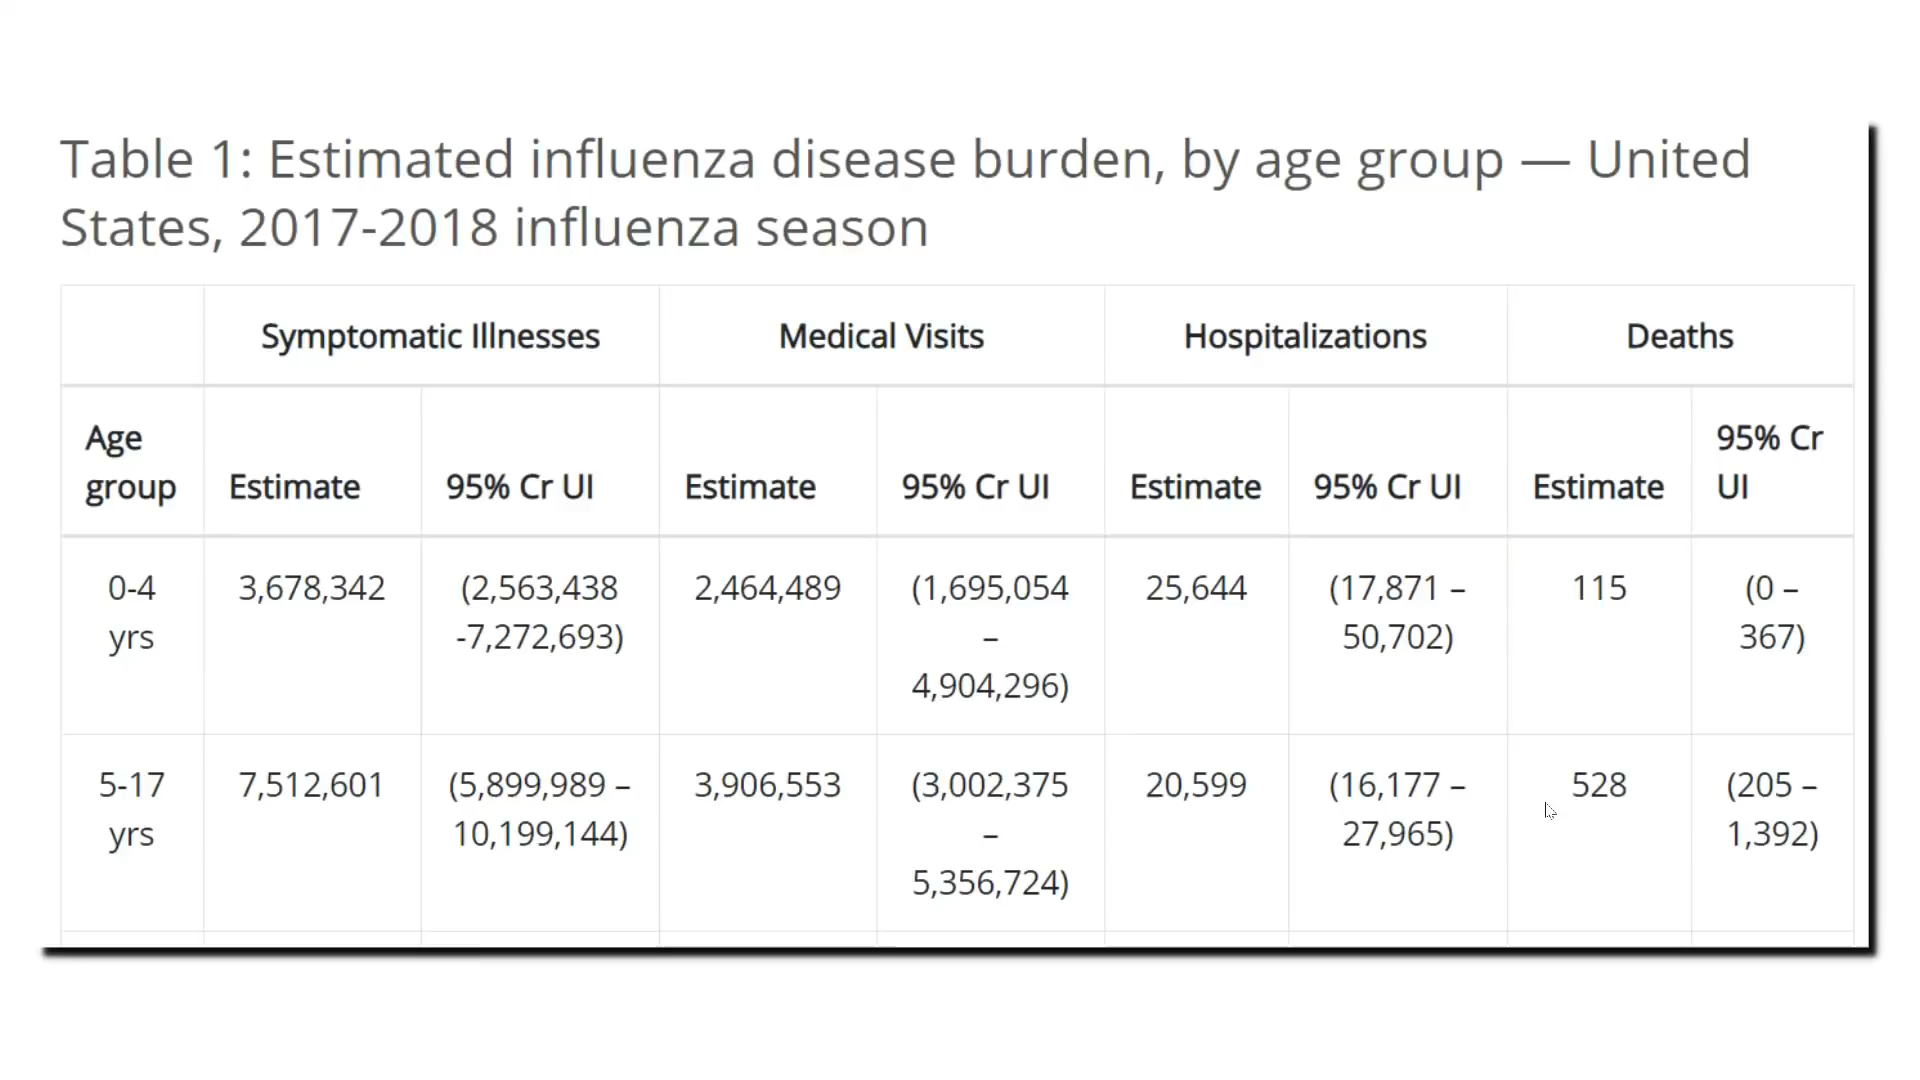 Table 1: Estimated influenza disease burden, by age group — United
States, 2017-2018 influenza season
Symptomatic Illnesses
Medical Visits
Hospitalizations
Deaths
Age
group
Estimate
95% Cr UI
Estimate
95% Cr UI
Estimate
95% Cr UI
Estimate
95% Cr
UI
0-4
yrs
3,678,342
(2,563,438
-7,272,693)
2,464,489
(1,695,054
–
4,904,296)
25,644
(17,871 –
50,702)
115
(0 –
367)
5-17
yrs
7,512,601
(5,899,989 –
10,199,144)
3,906,553
(3,002,375
–
5,356,724)
20,599
(16,177 –
27,965)
528
(205 –
1,392)